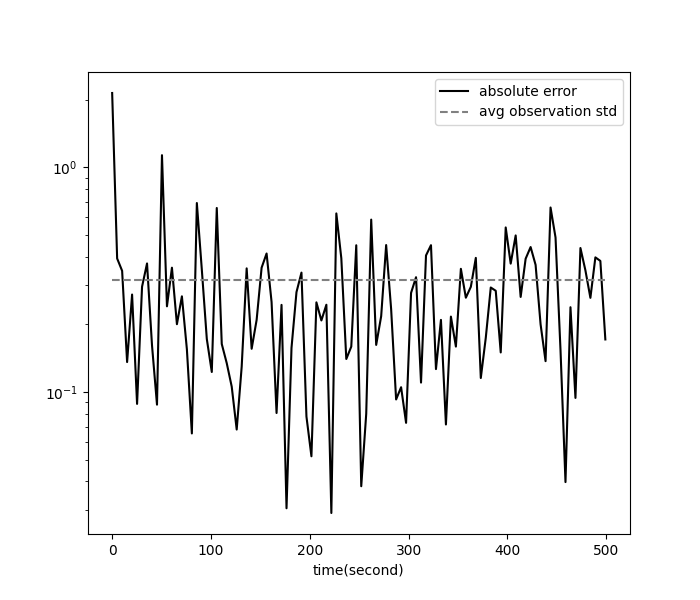 absolute error
avg observation std
10⁰
10⁻¹
0 100 200 300 400 500
time(second)